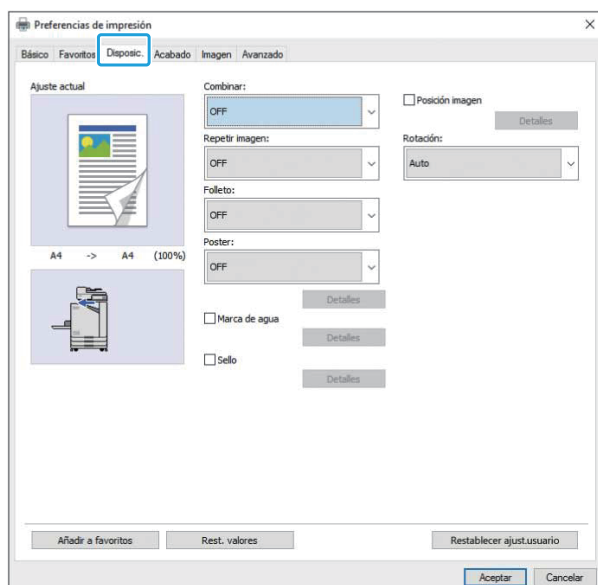 Preferencias de impresión
Básico Favoritos Disposic. Acabado Imagen Avanzado
Ajuste actual
A4 -> A4 (100%)
Combinar:
OFF
Repetir imagen:
OFF
Folleto:
OFF
Poster:
OFF
Detalles
Marca de agua
Detalles
Sello
Detalles
Posición imagen
Detalles
Rotación:
Auto
Añadir a favoritos Rest. valores Restablecer ajust.usuario
Aceptar Cancelar